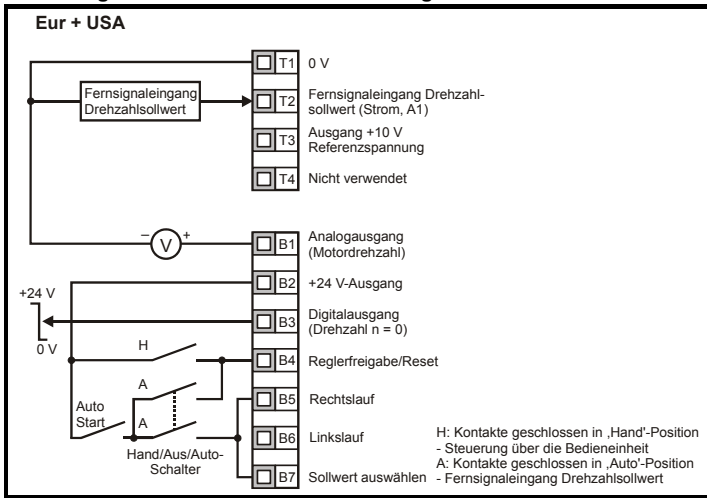 Eur + USA
T1 0 V
Fernsignaleingang
Drehzahlsollwert
T2 Fernsignaleingang Drehzahl-
sollwert (Strom, A1)
T3 Ausgang +10 V
Referenzspannung
T4 Nicht verwendet
– V +
B1 Analogausgang
(Motordrehzahl)
B2 +24 V-Ausgang
+24 V
0 V
B3 Digitalausgang
(Drehzahl n = 0)
H
B4 Reglerfreigabe/Reset
A
B5 Rechtslauf
Auto
Start
A
B6 Linkslauf
Hand/Aus/Auto-
Schalter
B7 Sollwert auswählen
H: Kontakte geschlossen in ‚Hand'-Position
- Steuerung über die Bedieneinheit
A: Kontakte geschlossen in ‚Auto'-Position
- Fernsignaleingang Drehzahlsollwert